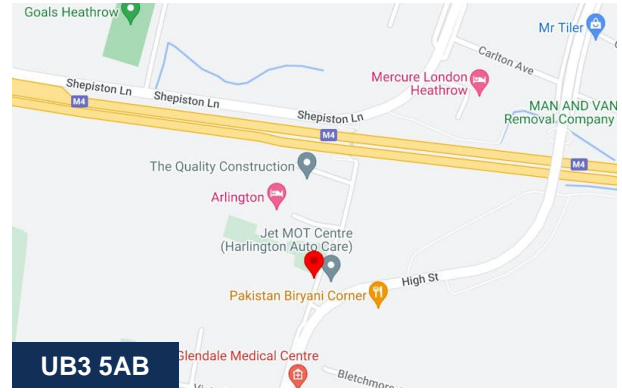 Goals Heathrow
Mr Tiler
Carlton Ave
Mercure London
Heathrow
Shepiston Ln
Shepiston Ln
M4
Shepiston Ln
MAN AND VAN
Removal Company
M4
M4
The Quality Construction
Arlington
Jet MOT Centre
(Harlington Auto Care)
High St
Pakistan Biryani Corner
Glendale Medical Centre
UB3 5AB